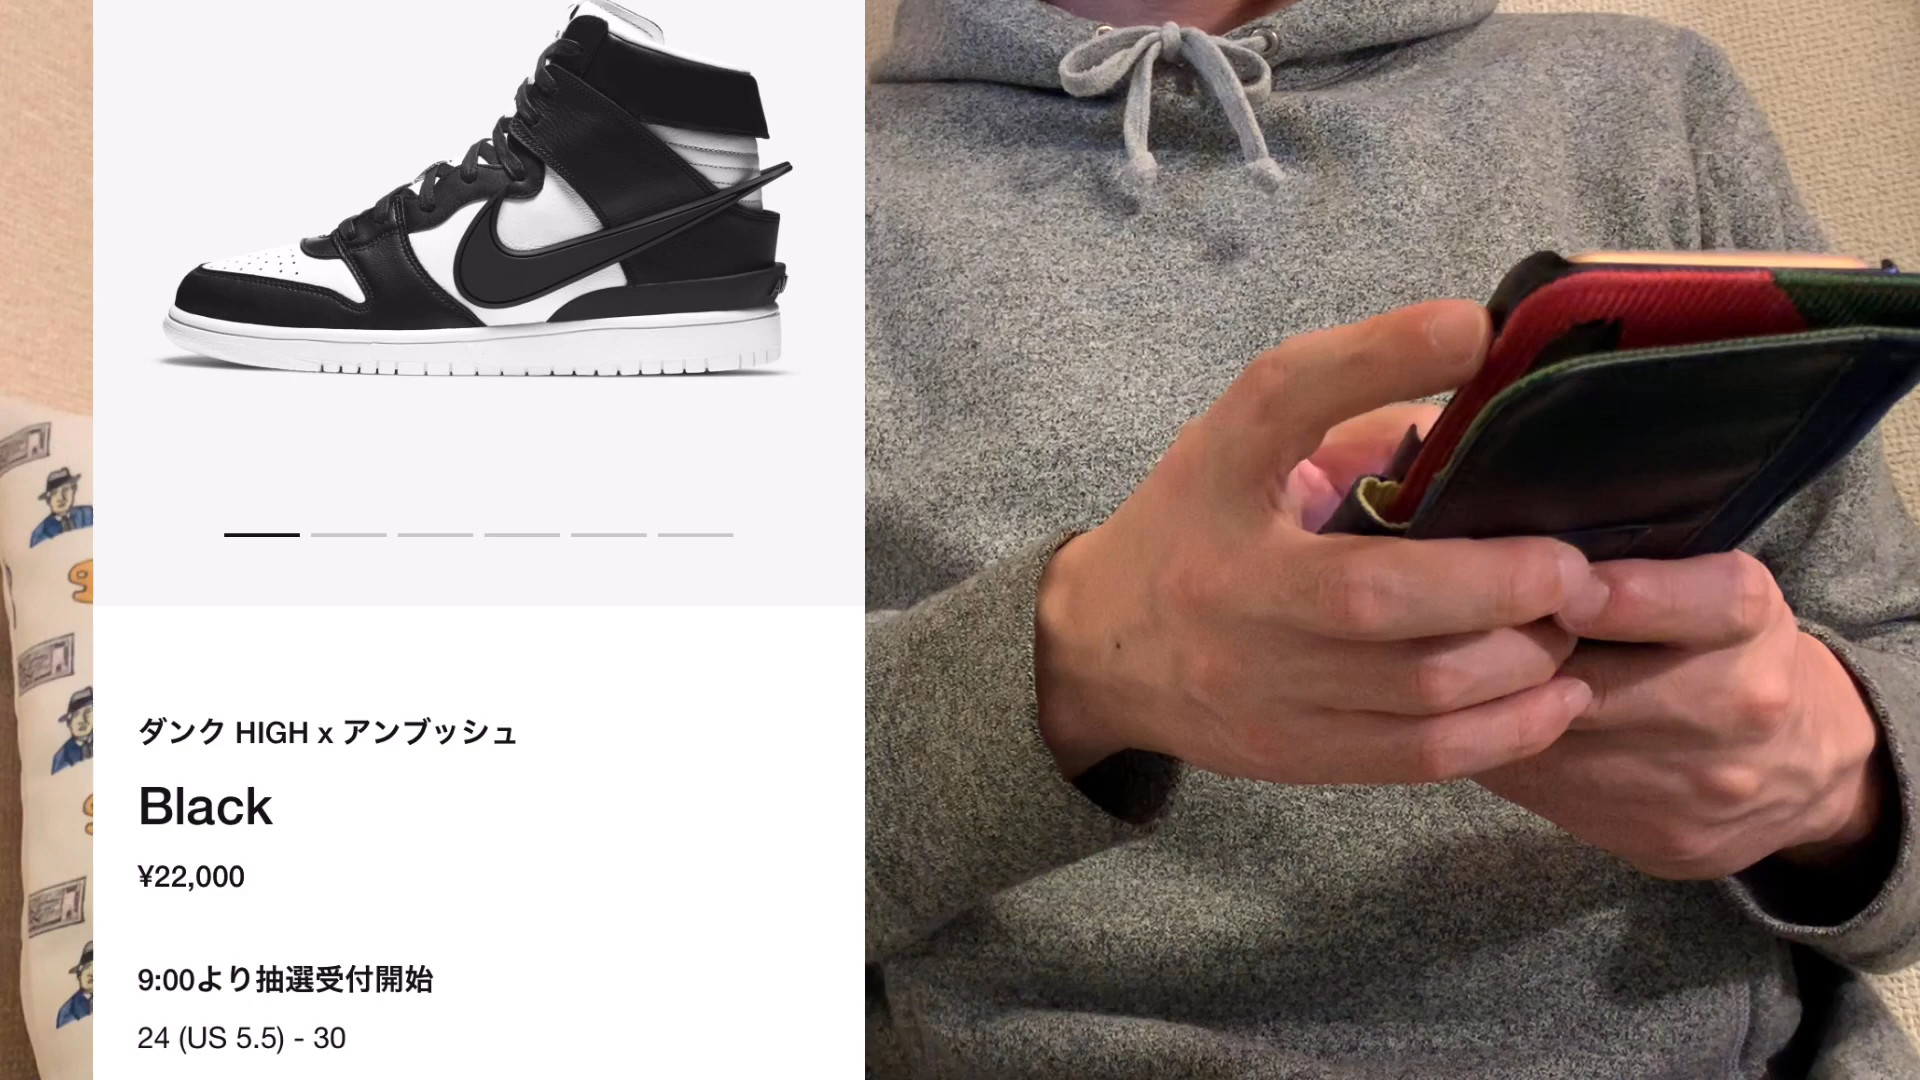 ダンク HIGH x アンブッシュ
Black
¥22,000
9:00より抽選受付開始
24 (US 5.5) - 30